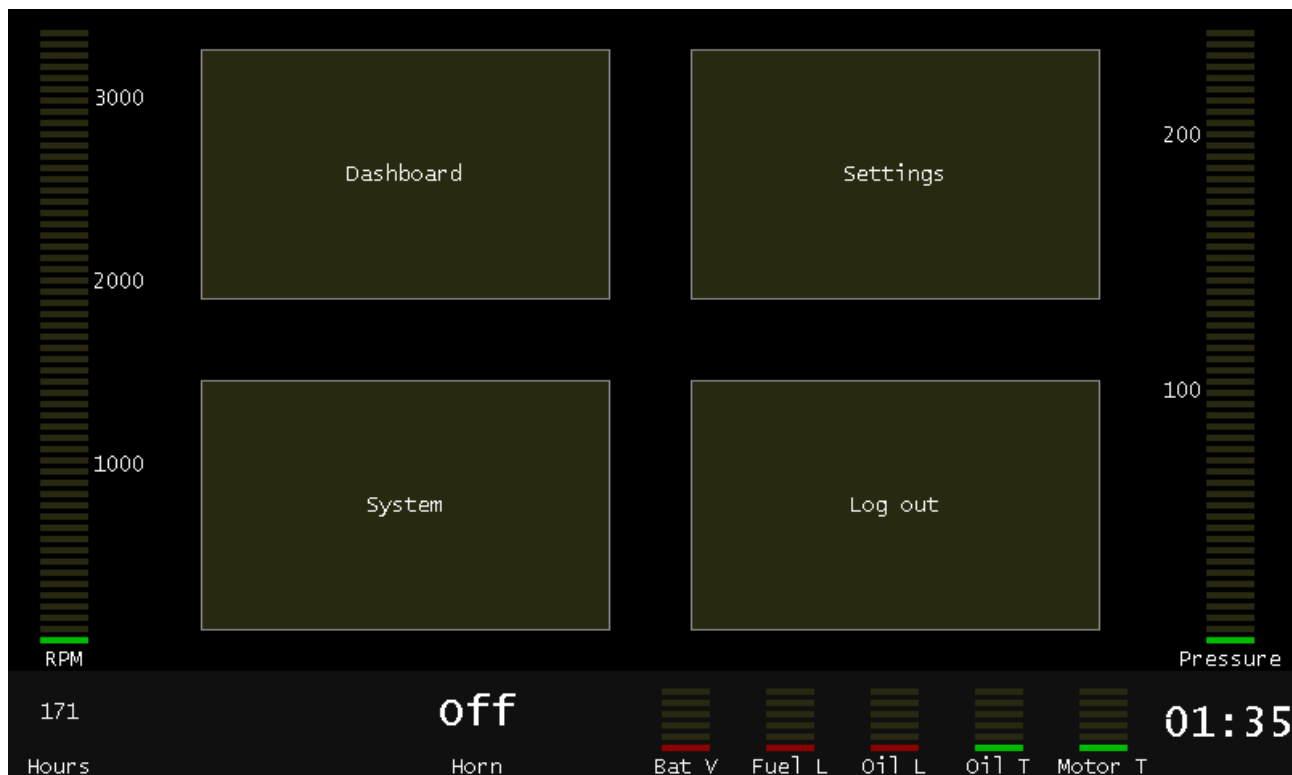 3000
200
Dashboard
Settings
2000
100
1000
System
Log out
RPM
Pressure
171
off
01:35
Hours
Horn
Bat V
Fuel L
Oil L
Oil T
Motor T